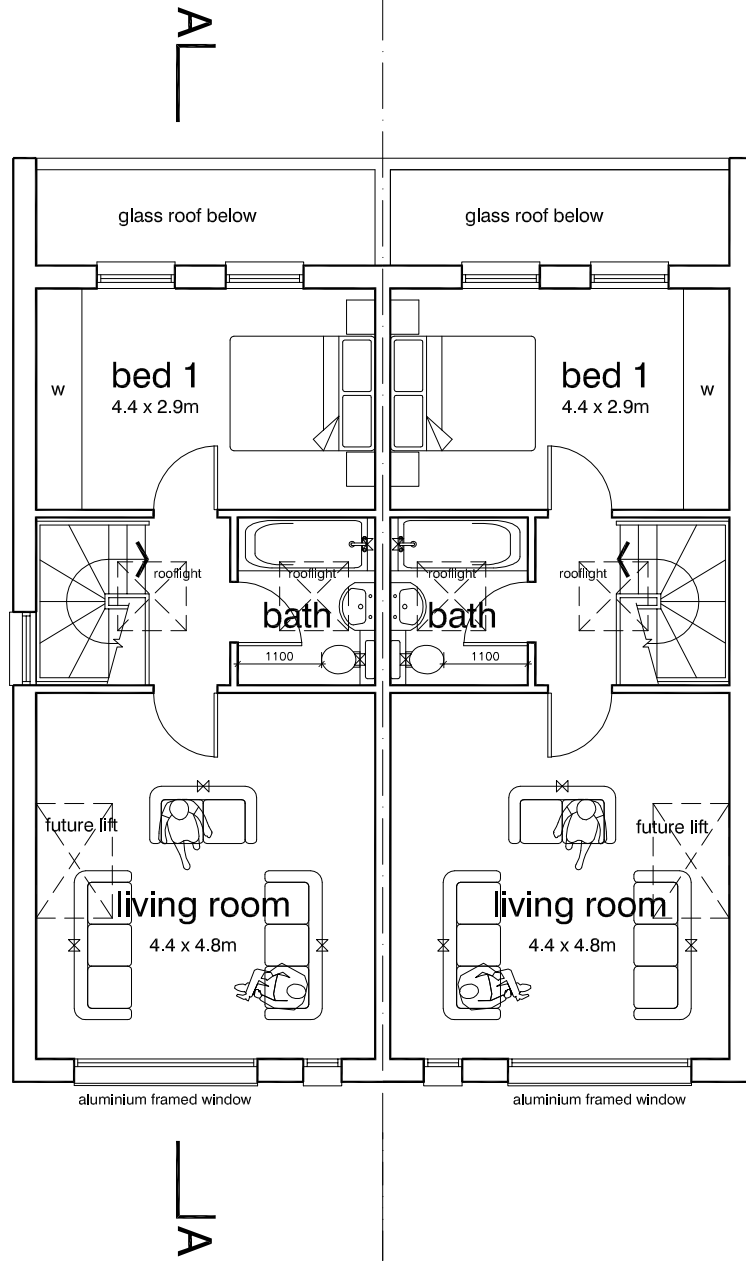 A
glass roof below glass roof below
bed 1 bed 1
w 4.4 x 2.9m 4.4 x 2.9m w
rooflight rooflight rooflight rooflight
bath bath
1100 1100
future lift future lift
living room living room
4.4 x 4.8m 4.4 x 4.8m
aluminium framed window aluminium framed window
A